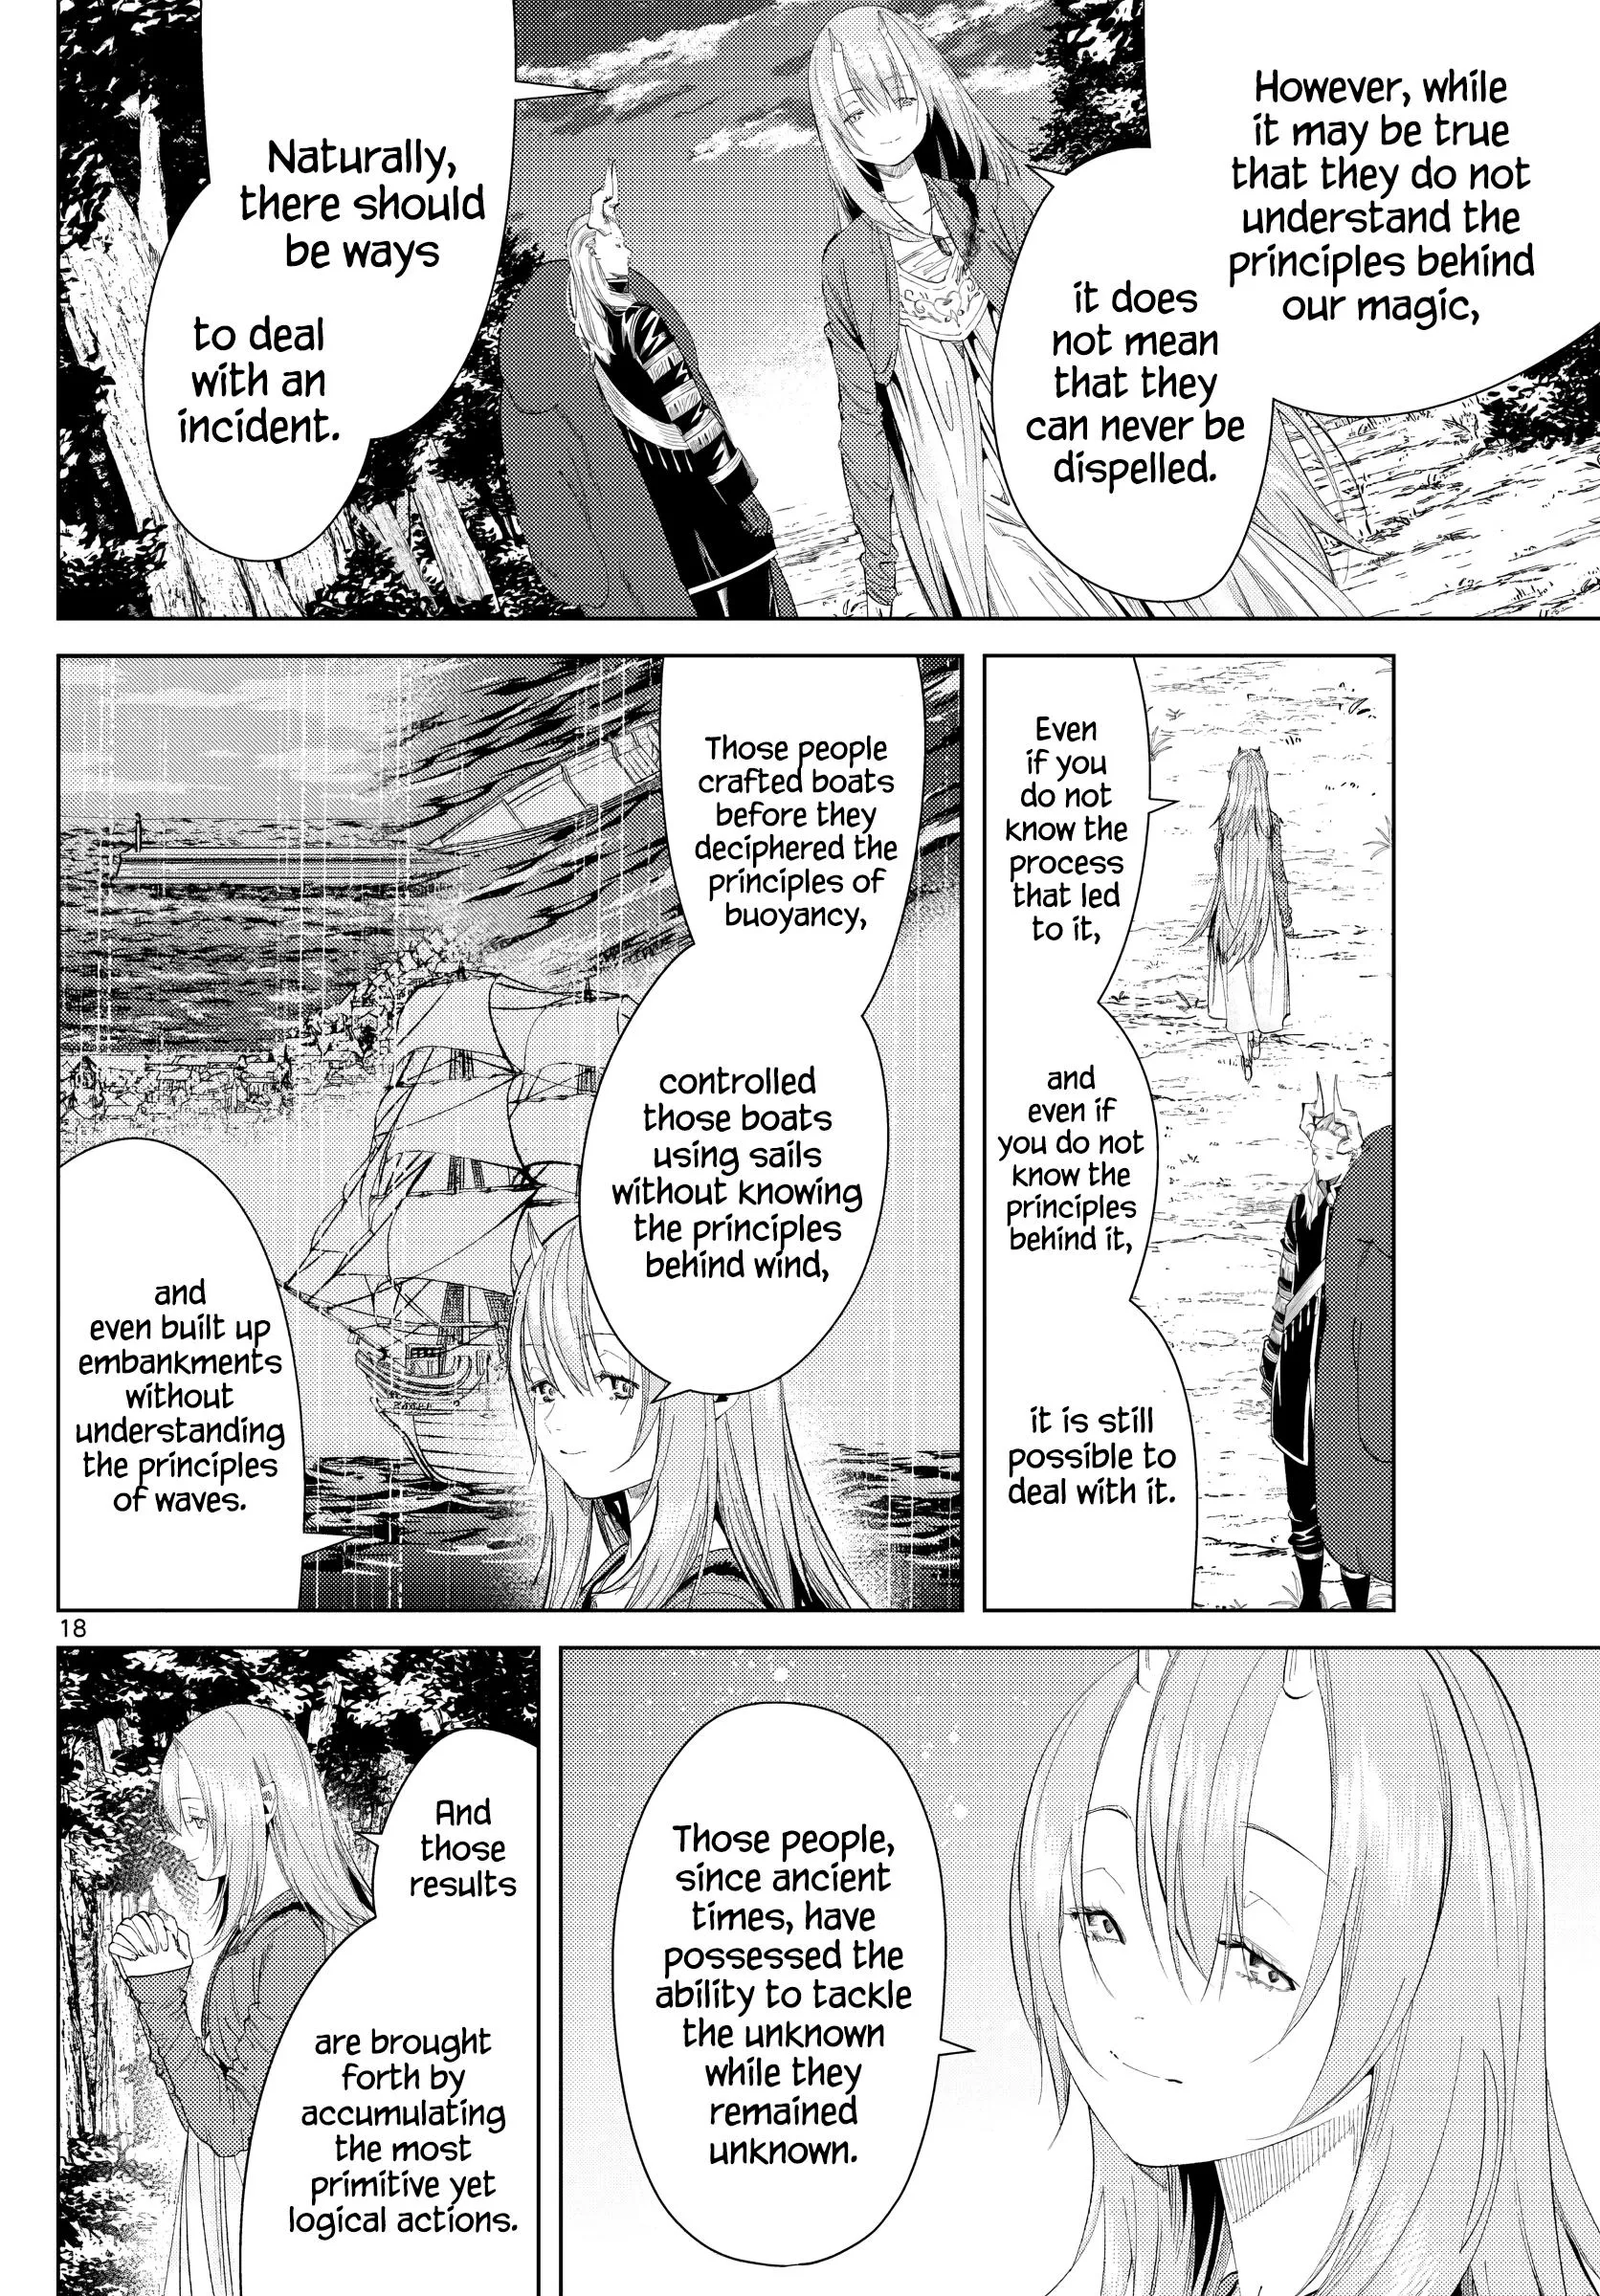 However, while
it may be true
that they do not
understand the
principles behind
our magic,
it does
not mean
that they
can never be
dispelled.
Naturally,
there should
be ways
to deal
with an
incident.
Even
if you
do not
know the
process
that led
to it,
and
even if
you do not
know the
principles
behind it,
it is still
possible to
deal with it.
Those people
crafted boats
before they
deciphered the
principles of
buoyancy,
controlled
those boats
using sails
without knowing
the principles
behind wind,
and
even built up
embankments
without
understanding
the principles
of waves.
18
Those people,
since ancient
times, have
possessed the
ability to tackle
the unknown
while they
remained
unknown.
And
those
results
are brought
forth by
accumulating
the most
primitive yet
logical actions.